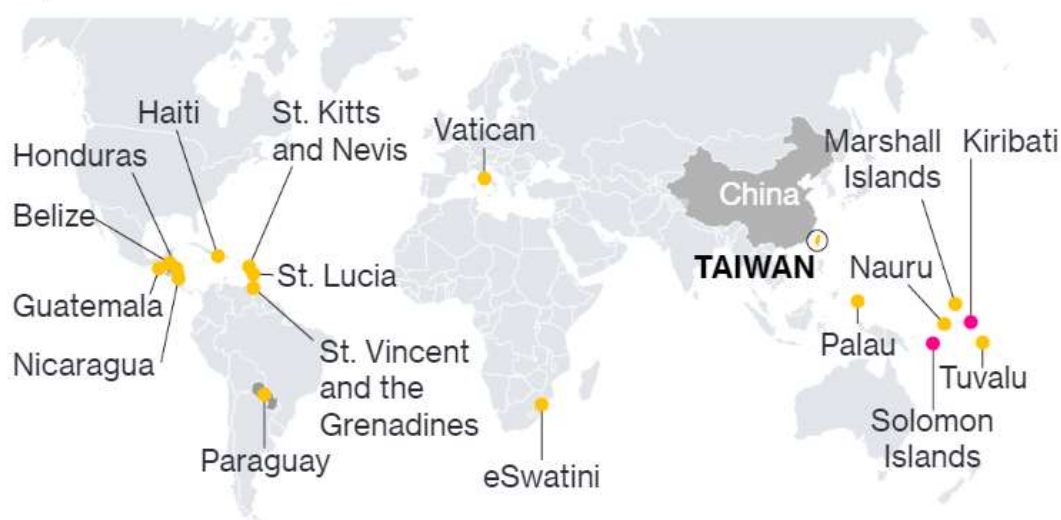 Haiti
St. Kitts
and Nevis
Vatican
Marshall
Islands
Kiribati
Honduras
China
Belize
TAIWAN
Nauru
St. Lucia
Guatemala
Palau
Nicaragua
St. Vincent
and the
Grenadines
Tuvalu
Solomon
Islands
Paraguay
eSwatini